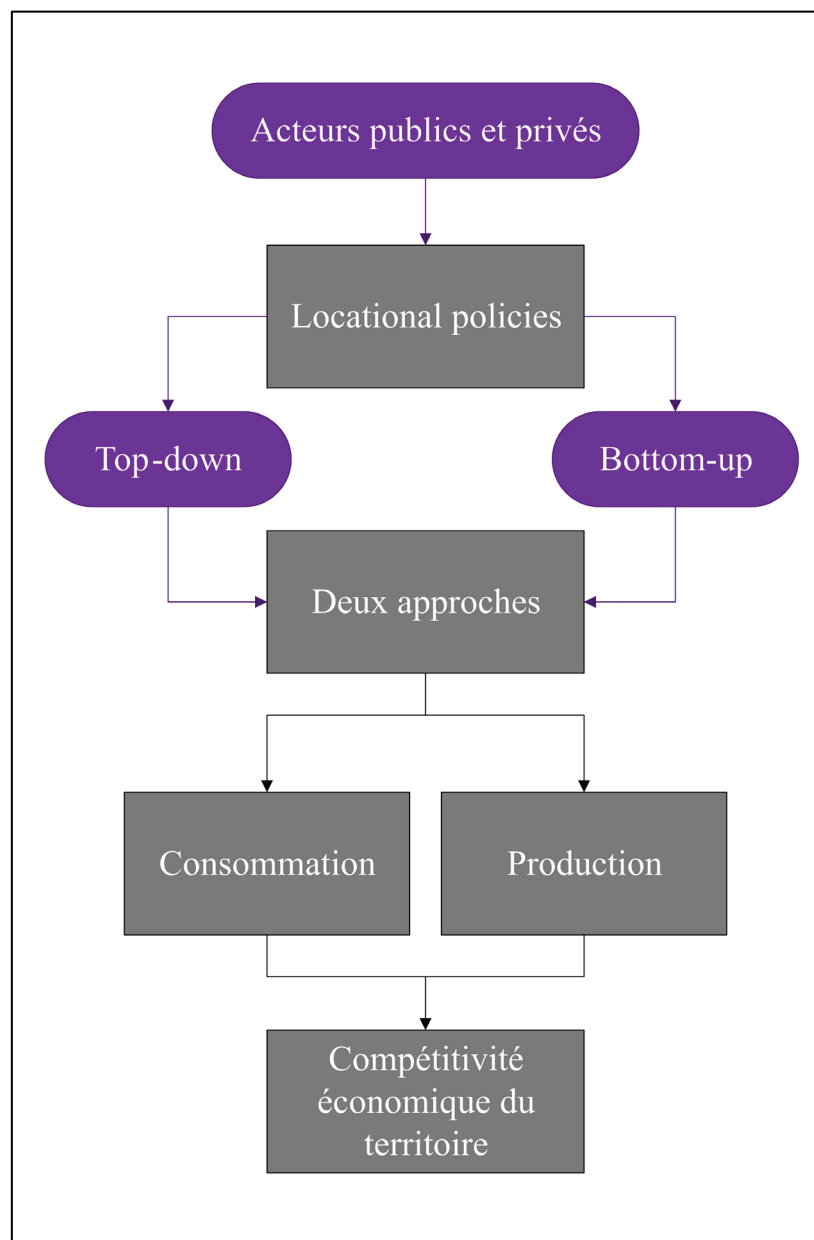 Acteurs publics et privés
Locational policies
Top-down
Bottom-up
Deux approches
Consommation
Production
Compétitivité
économique du
territoire